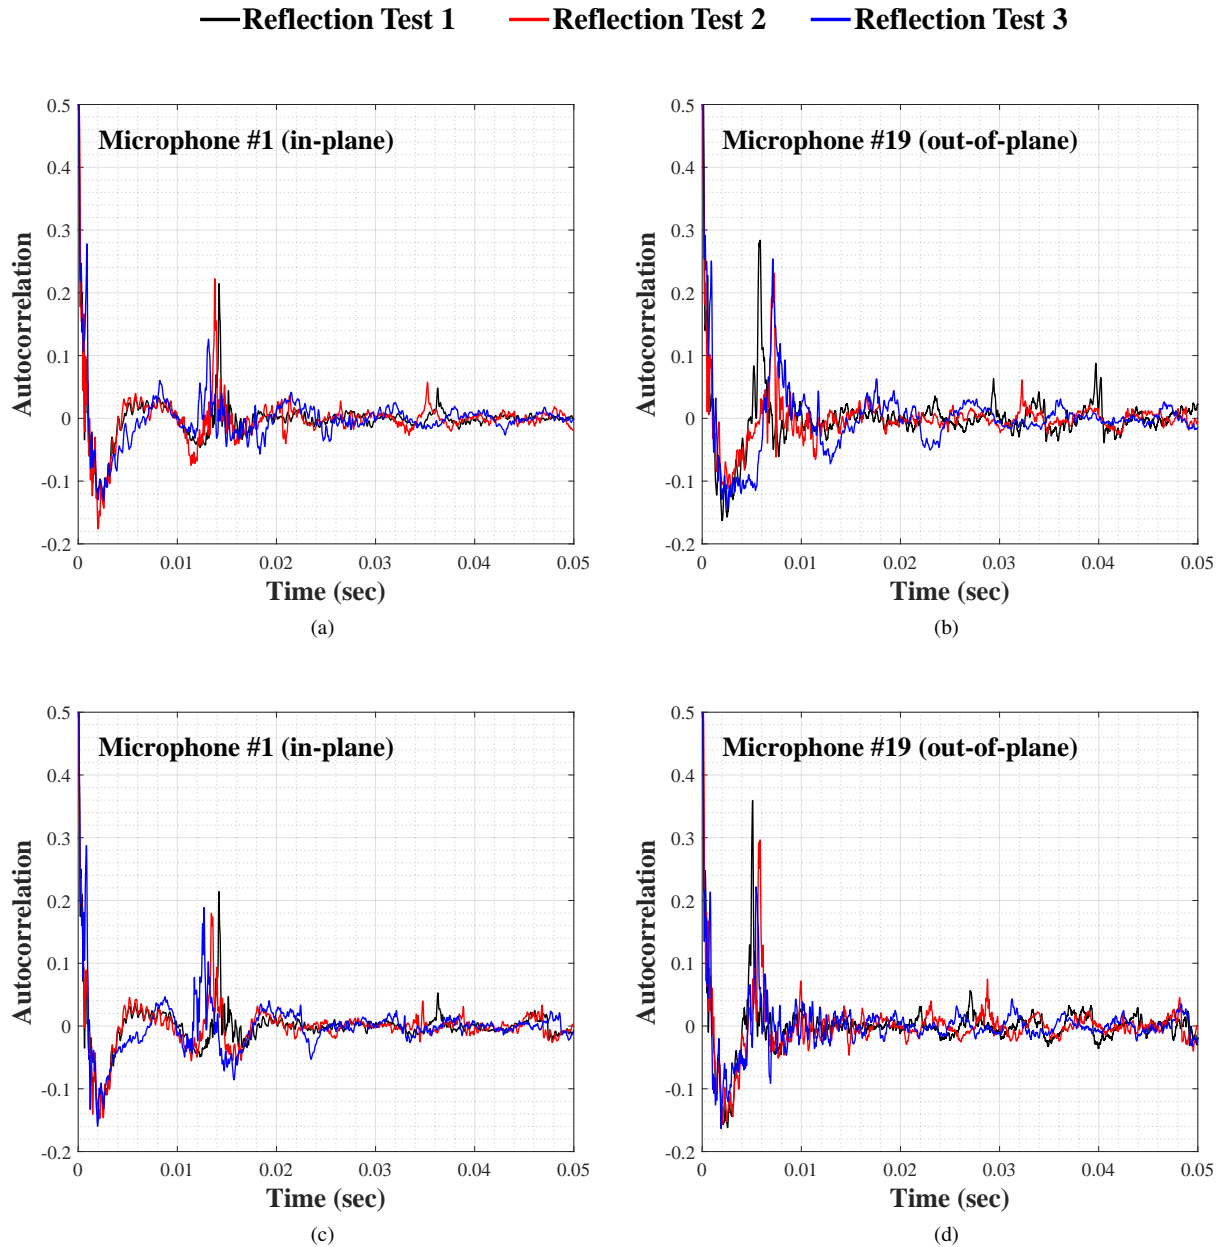 Reflection Test 1 Reflection Test 2 Reflection Test 3
Microphone #1 (in-plane)
Autocorrelation
0.5
0.4
0.3
0.2
0.1
0
-0.1
-0.2
0 0.01 0.02 0.03 0.04 0.05
Time (sec)
(a)
Microphone #19 (out-of-plane)
Autocorrelation
0.5
0.4
0.3
0.2
0.1
0
-0.1
-0.2
0 0.01 0.02 0.03 0.04 0.05
Time (sec)
(b)
Microphone #1 (in-plane)
Autocorrelation
0.5
0.4
0.3
0.2
0.1
0
-0.1
-0.2
0 0.01 0.02 0.03 0.04 0.05
Time (sec)
(c)
Microphone #19 (out-of-plane)
Autocorrelation
0.5
0.4
0.3
0.2
0.1
0
-0.1
-0.2
0 0.01 0.02 0.03 0.04 0.05
Time (sec)
(d)